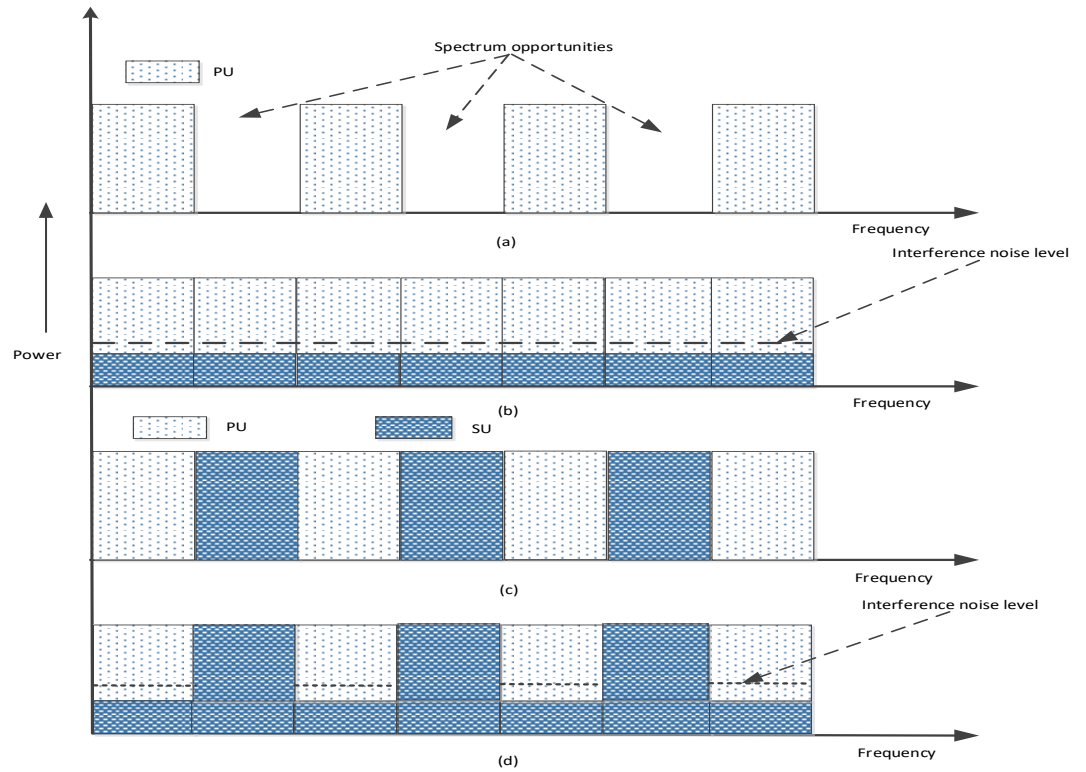 Spectrum opportunities
PU
Frequency
(a)
Interference noise level
Power
Frequency
(b)
PU
SU
Frequency
(c)
Interference noise level
Frequency
(d)